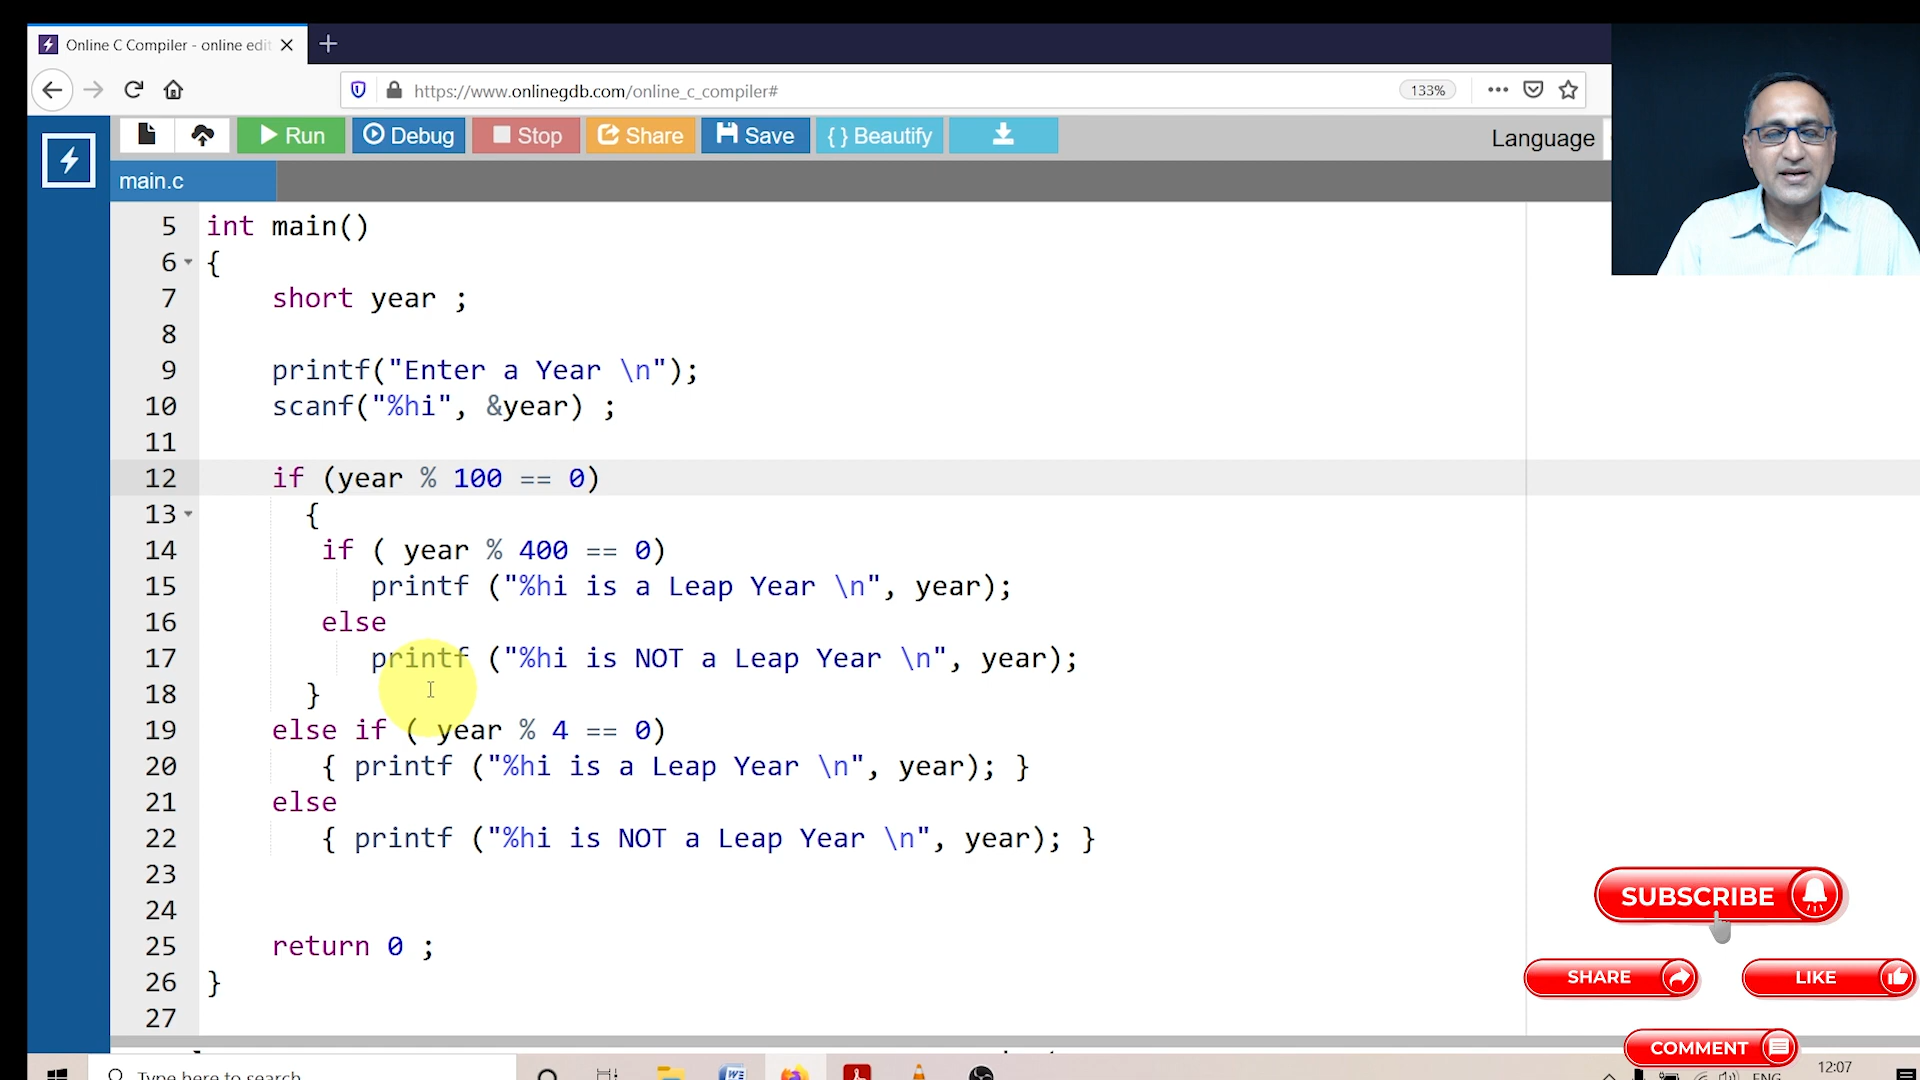 Online C Compiler - online edit
https://www.onlinegdb.com/online_c_compiler#
133%
Run
Debug
Stop
Share
Save
{ } Beautify
Language
main.c
5 int main()
6 {
7 short year ;
8
9 printf("Enter a Year \n");
10 scanf("%hi", &year) ;
11
12 if (year % 100 == 0)
13 {
14 if ( year % 400 == 0)
15 printf ("%hi is a Leap Year \n", year);
16 else
17 printf ("%hi is NOT a Leap Year \n", year);
18 }
19 else if ( year % 4 == 0)
20 { printf ("%hi is a Leap Year \n", year); }
21 else
22 { printf ("%hi is NOT a Leap Year \n", year); }
23
24
25 return 0 ;
26 }
27
SUBSCRIBE
SHARE
LIKE
COMMENT
Type here to search
ENG
12:07